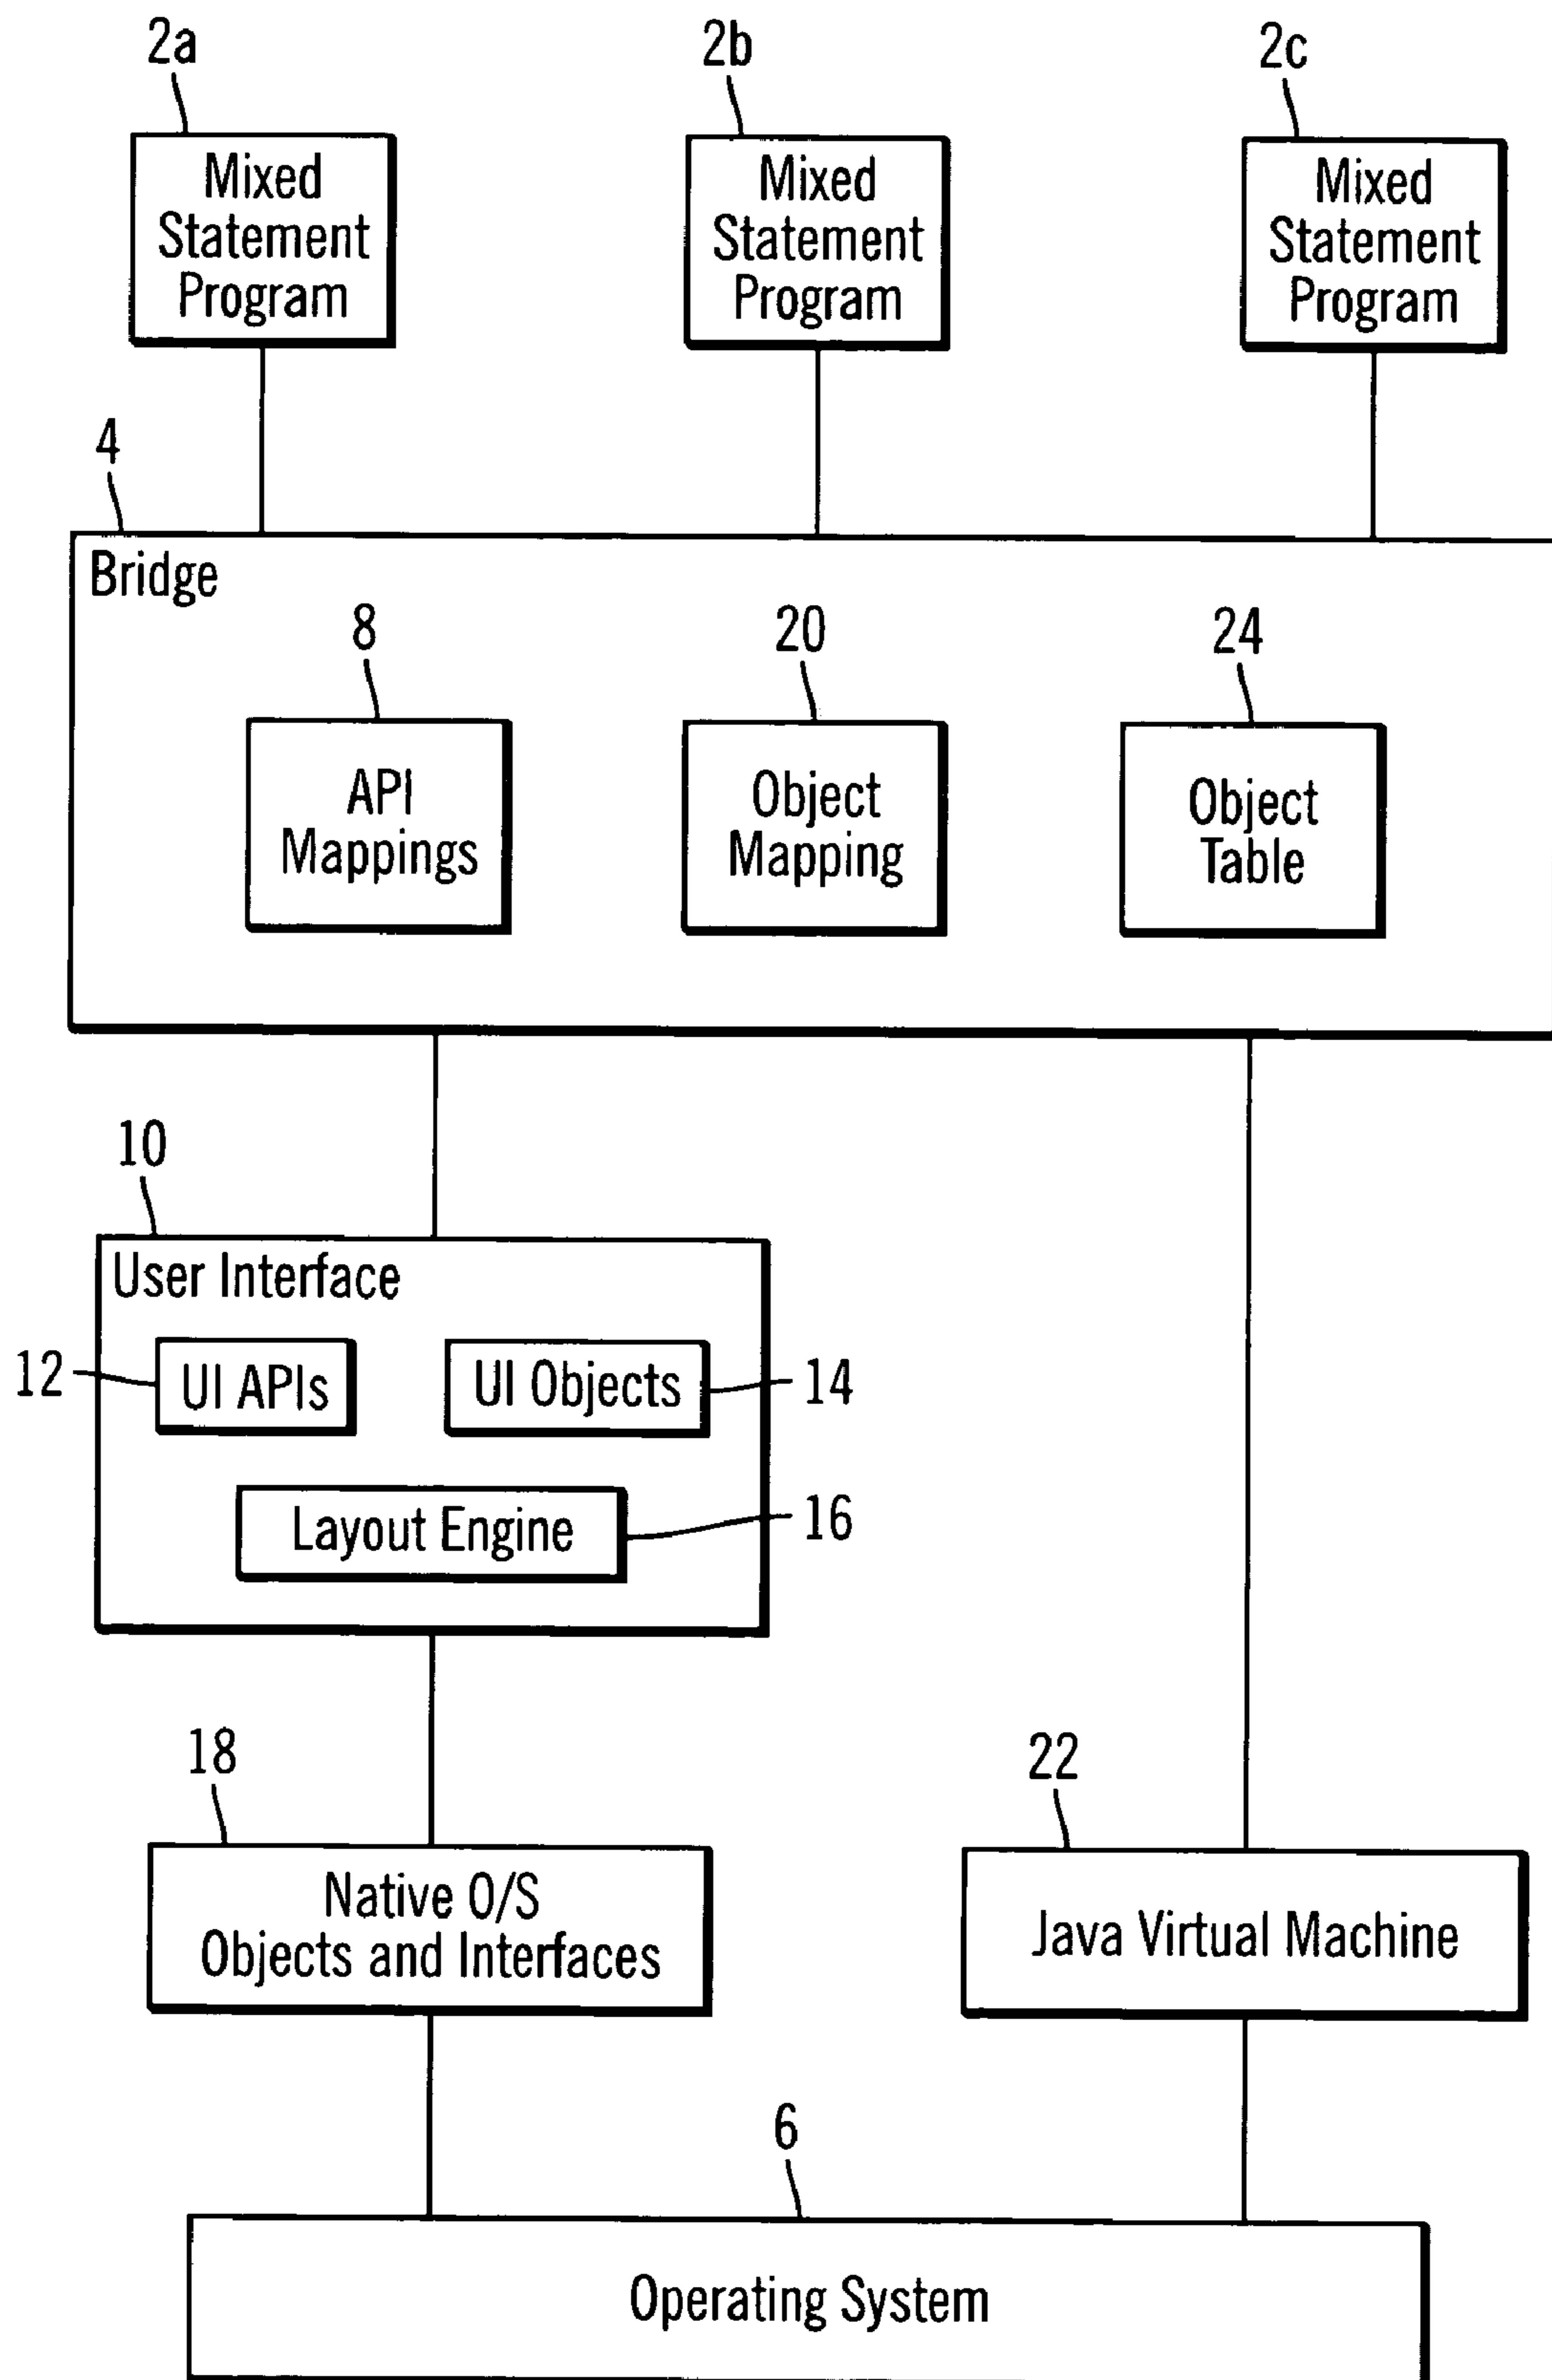 2a
2b
2c
Mixed
Statement
Program
Mixed
Statement
Program
Mixed
Statement
Program
4
Bridge
8
20
24
API
Mappings
Object
Mapping
Object
Table
10
User Interface
12
UI APIs
UI Objects
14
Layout Engine
16
18
22
Native O/S
Objects and Interfaces
Java Virtual Machine
6
Operating System